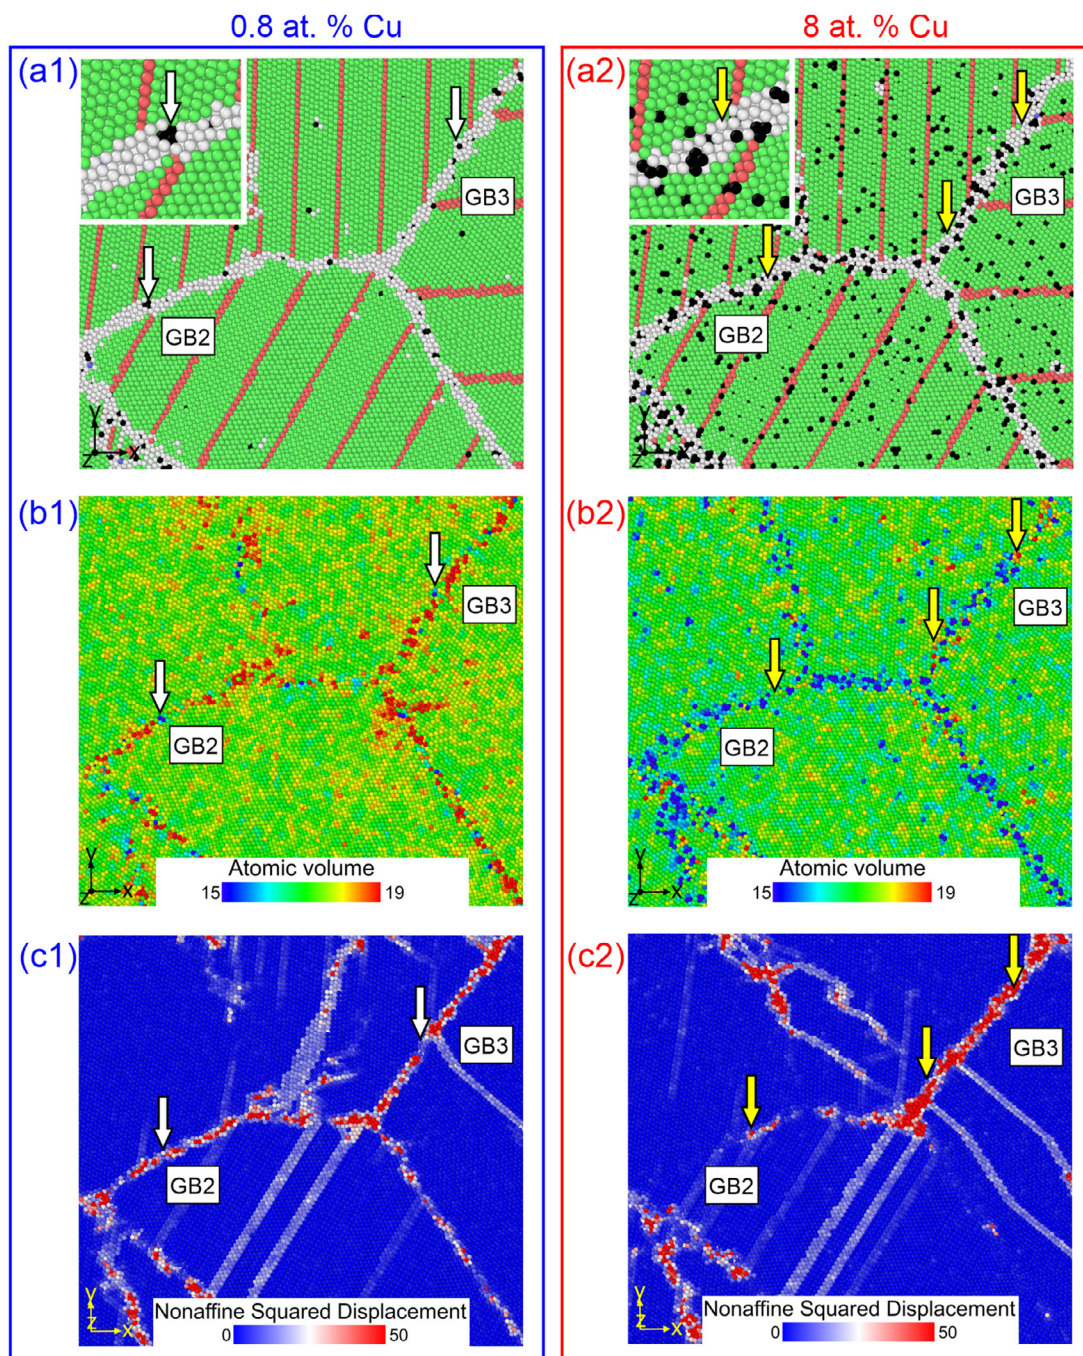 0.8 at. % Cu
8 at. % Cu
(a1)
GB3
GB2
Y
Z X
(a2)
GB3
GB2
Y
Z X
(b1)
GB3
GB2
Atomic volume
15 19
Y
Z X
(b2)
GB3
GB2
Atomic volume
15 19
Y
Z X
(c1)
GB3
GB2
Nonaffine Squared Displacement
0 50
Y
Z X
(c2)
GB3
GB2
Nonaffine Squared Displacement
0 50
Y
Z X